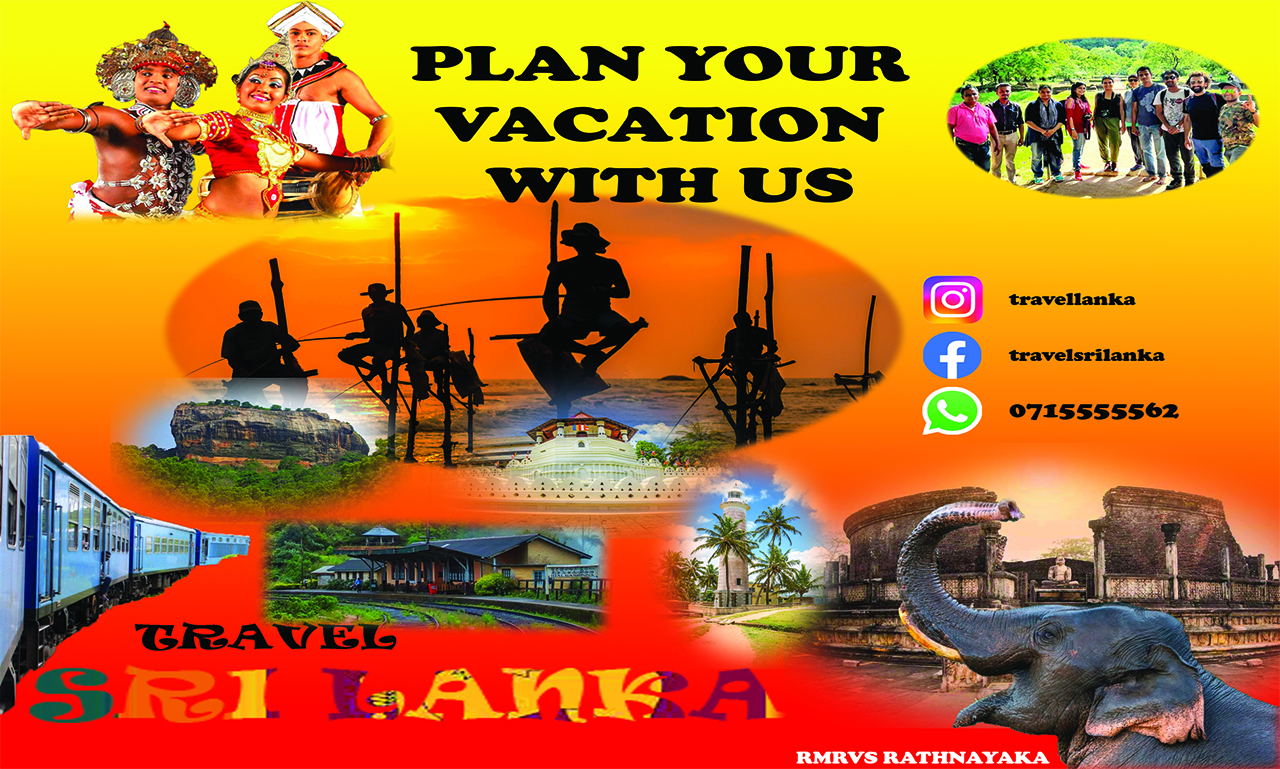 PLAN YOUR
VACATION
WITH US
travellanka
travelsrilanka
0715555562
TRAVEL
SRI LANKA
RMRVS RATHNAYAKA